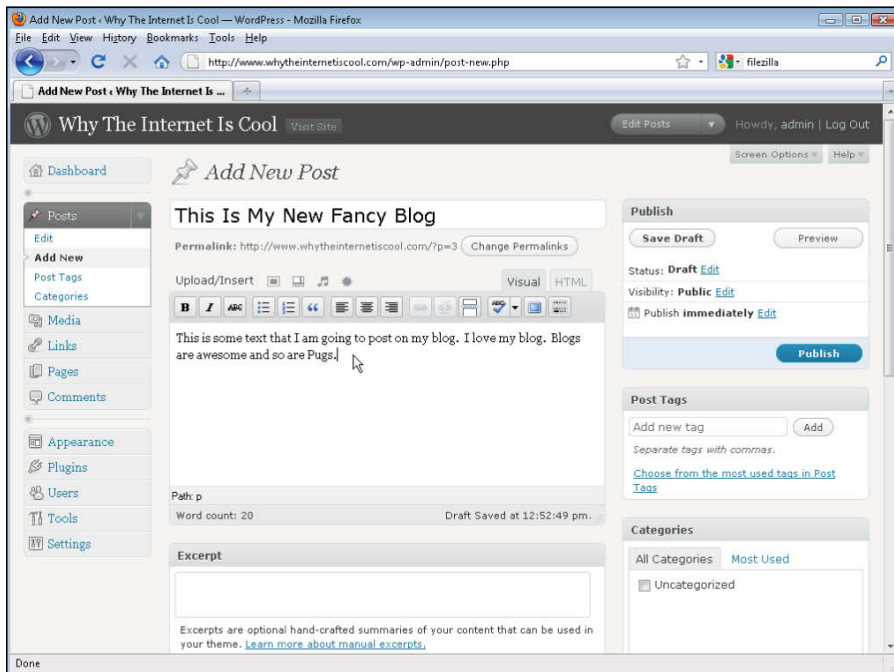 Add New Post ‹ Why The Internet Is Cool — WordPress - Mozilla Firefox
File Edit View History Bookmarks Tools Help
http://www.whytheinternetiscool.com/wp-admin/post-new.php
filezilla
Add New Post ‹ Why The Internet Is ...
Why The Internet Is Cool
Visit Site
Edit Posts
Howdy, admin | Log Out
Screen Options
Help
Dashboard
Posts
Edit
Add New
Post Tags
Categories
Media
Links
Pages
Comments
Appearance
Plugins
Users
Tools
Settings
Add New Post
This Is My New Fancy Blog
Permalink: http://www.whytheinternetiscool.com/?p=3 Change Permalinks
Upload/Insert
Visual HTML
B I ABC
ABC
This is some text that I am going to post on my blog. I love my blog. Blogs
are awesome and so are Pugs.
Path: p
Word count: 20 Draft Saved at 12:52:49 pm.
Excerpt
Excerpts are optional hand-crafted summaries of your content that can be used in
your theme. Learn more about manual excerpts.
Publish
Save Draft Preview
Status: Draft Edit
Visibility: Public Edit
Publish immediately Edit
Publish
Post Tags
Add new tag Add
Separate tags with commas.
Choose from the most used tags in Post
Tags
Categories
All Categories Most Used
Uncategorized
Done